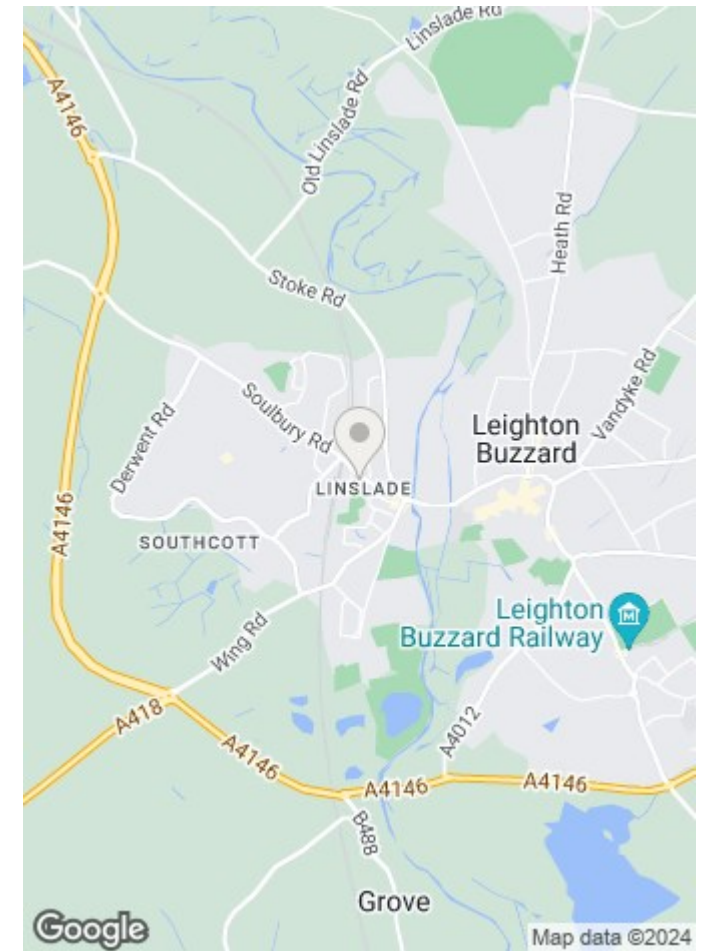 Linslade Rd
A4146
Old Linslade Rd
Heath Rd
Stoke Rd
Vandyke Rd
Soulbury Rd
Leighton
Buzzard
Derwent Rd
LINSLADE
A4146
SOUTHCOTT
Leighton
Buzzard Railway
Wing Rd
A418
A4012
A4146
A4146
A4146
B488
Grove
Google
Map data ©2024